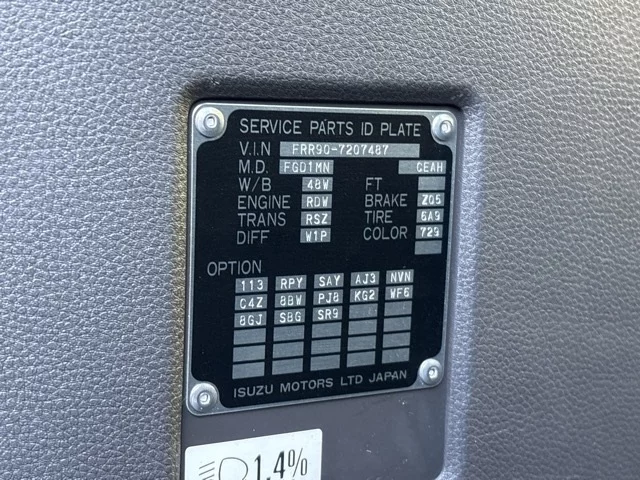 SERVICE PARTS ID PLATE
V.I.N FRR90-7207487
M.D. FGD1MN CEAH
W/B 48W FT
ENGINE RDW BRAKE Z05
TRANS RSZ TIRE 6A9
DIFF W1P COLOR 729
OPTION
113 RPY SAY AJ3 NVN
C4Z 8BW PJ8 KG2 WF6
8GJ S8G SR9
ISUZU MOTORS LTD JAPAN
1.4%